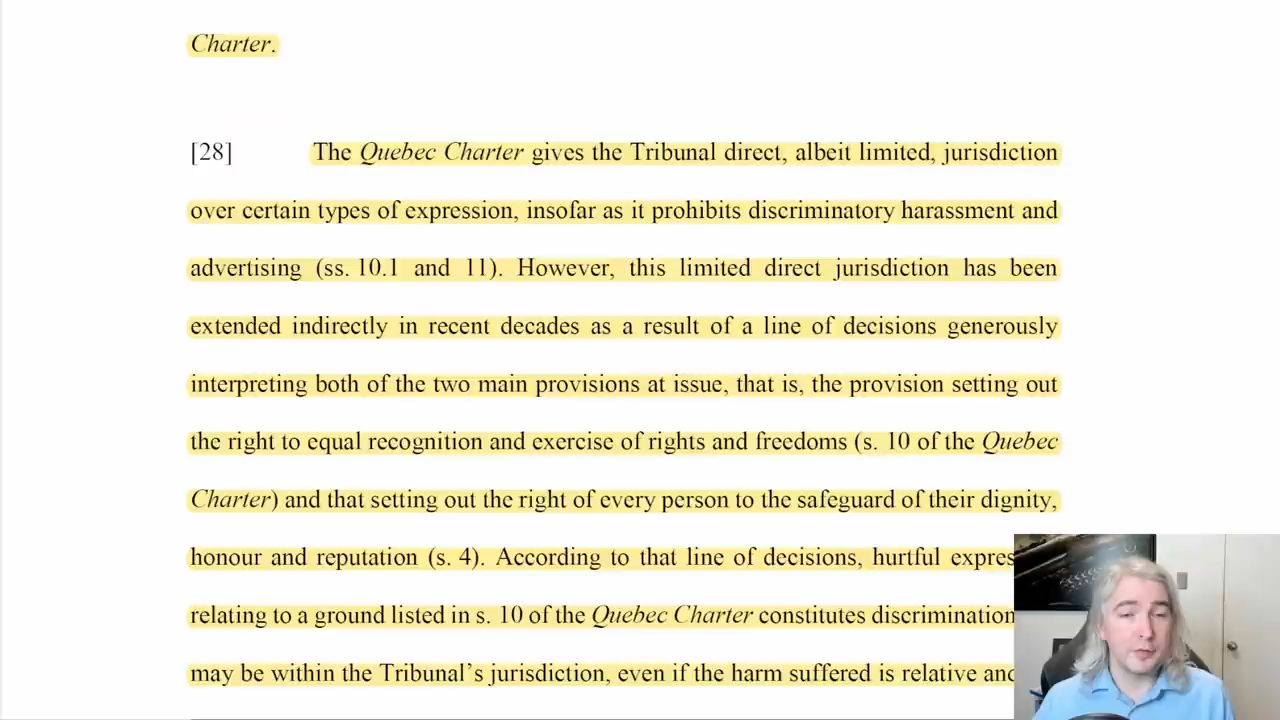 Charter.
[28] The Quebec Charter gives the Tribunal direct, albeit limited, jurisdiction
over certain types of expression, insofar as it prohibits discriminatory harassment and
advertising (ss. 10.1 and 11). However, this limited direct jurisdiction has been
extended indirectly in recent decades as a result of a line of decisions generously
interpreting both of the two main provisions at issue, that is, the provision setting out
the right to equal recognition and exercise of rights and freedoms (s. 10 of the Quebec
Charter) and that setting out the right of every person to the safeguard of their dignity,
honour and reputation (s. 4). According to that line of decisions, hurtful
relating to a ground listed in s. 10 of the Quebec Charter constitutes discrimination
may be within the Tribunal’s jurisdiction, even if the harm suffered is relative